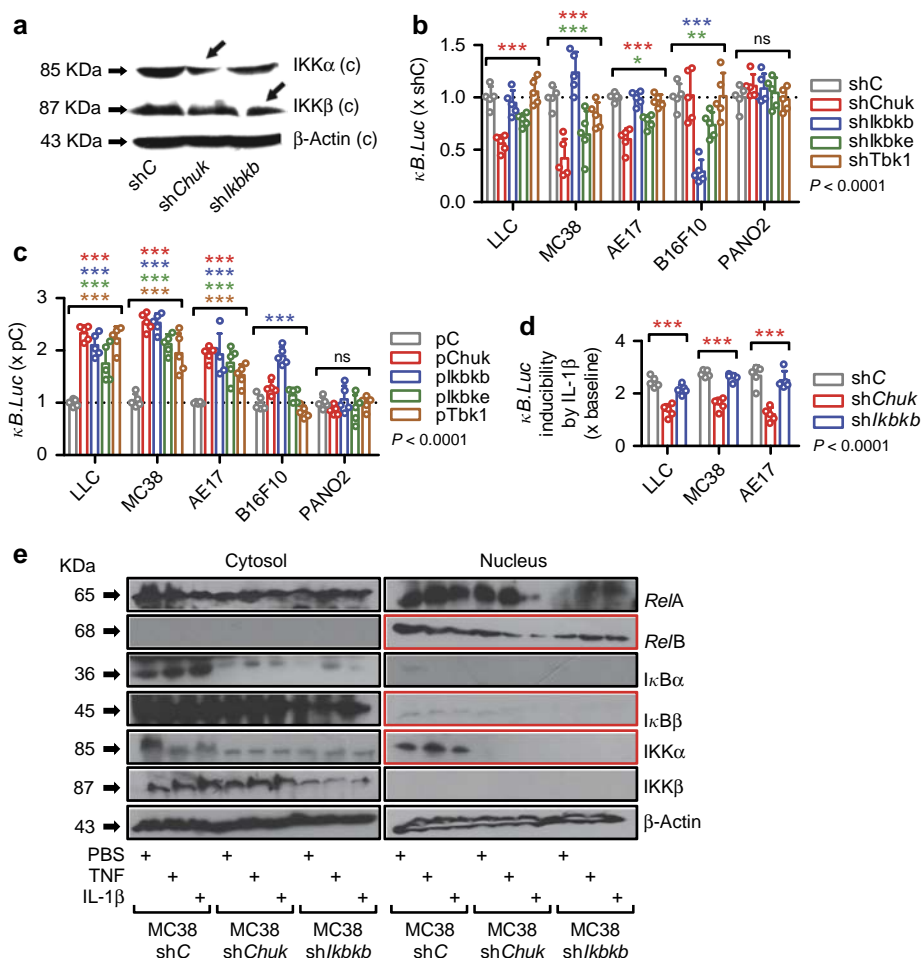 a
85 KDa
IKKα (c)
87 KDa
IKKβ (c)
43 KDa
β-Actin (c)
shC
shChuk
shIkbkb
b
κB.Luc (x shC)
1.5
1.0
0.5
0.0
***
***
***
***
*
***
**
ns
LLC
MC38
AE17
B16F10
PANO2
shC
shChuk
shIkbkb
shIkbke
shTbk1
P < 0.0001
c
κB.Luc (x pC)
3
2
1
0
***
***
***
***
***
***
***
***
***
***
***
***
***
ns
LLC
MC38
AE17
B16F10
PANO2
pC
pChuk
pIkbkb
pIkbke
pTbk1
P < 0.0001
d
κB.Luc
inducibility
by IL-1β
(x baseline)
4
2
0
***
***
***
LLC
MC38
AE17
shC
shChuk
shIkbkb
P < 0.0001
e
KDa
Cytosol
Nucleus
65
RelA
68
RelB
36
IκBα
45
IκBβ
85
IKKα
87
IKKβ
43
β-Actin
PBS + + + + + +
TNF + + + + + +
IL-1β + + + + +
MC38 MC38 MC38 MC38 MC38 MC38
shC shChuk shIkbkb shC shChuk shIkbkb